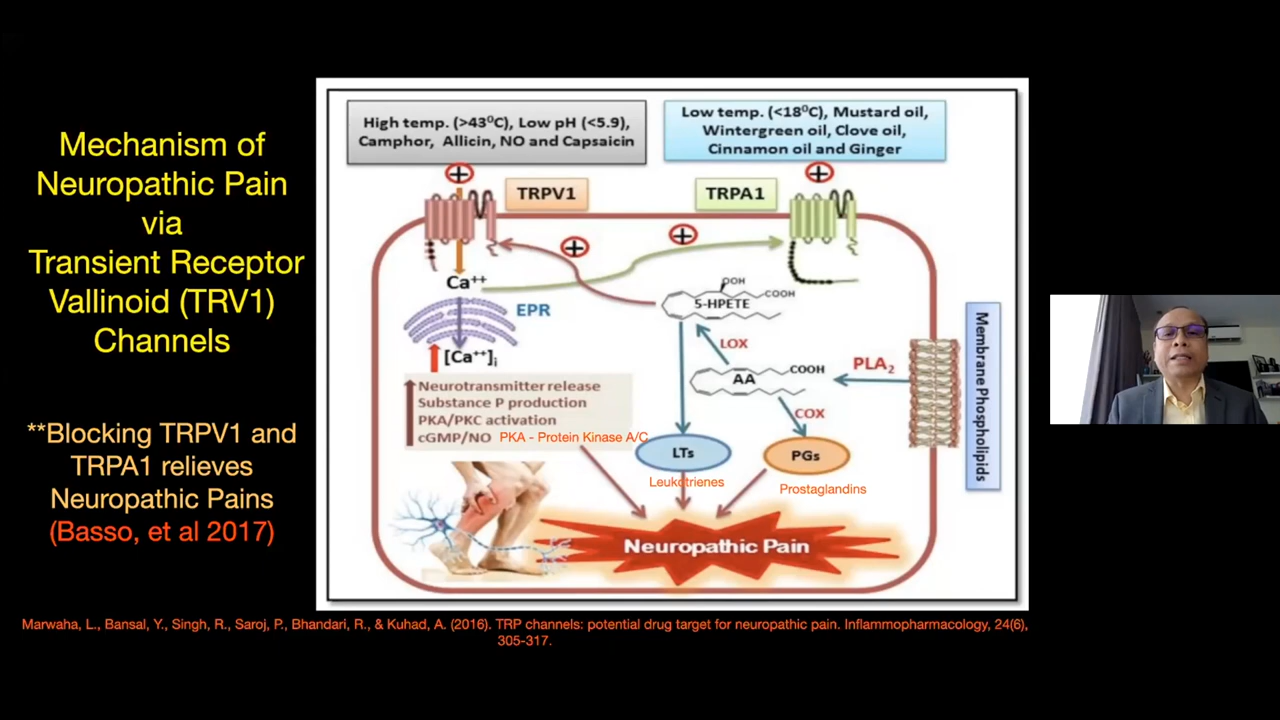 Mechanism of
Neuropathic Pain
via
Transient Receptor
Vallinoid (TRV1)
Channels
**Blocking TRPV1 and
TRPA1 relieves
Neuropathic Pains
(Basso, et al 2017)
High temp. (>43⁰C), Low pH (<5.9),
Camphor, Allicin, NO and Capsaicin
Low temp. (<18⁰C), Mustard oil,
Wintergreen oil, Clove oil,
Cinnamon oil and Ginger
TRPV1
TRPA1
Ca⁺⁺
EPR
[Ca⁺⁺]ᵢ
Neurotransmitter release
Substance P production
PKA/PKC activation
cGMP/NO
PKA - Protein Kinase A/C
OOH
COOH
5-HPETE
LOX
COOH
AA
PLA₂
COX
LTs
PGs
Leukotrienes
Prostaglandins
Membrane Phospholipids
Neuropathic Pain
Marwaha, L., Bansal, Y., Singh, R., Saroj, P., Bhandari, R., & Kuhad, A. (2016). TRP channels: potential drug target for neuropathic pain. Inflammopharmacology, 24(6),
305-317.